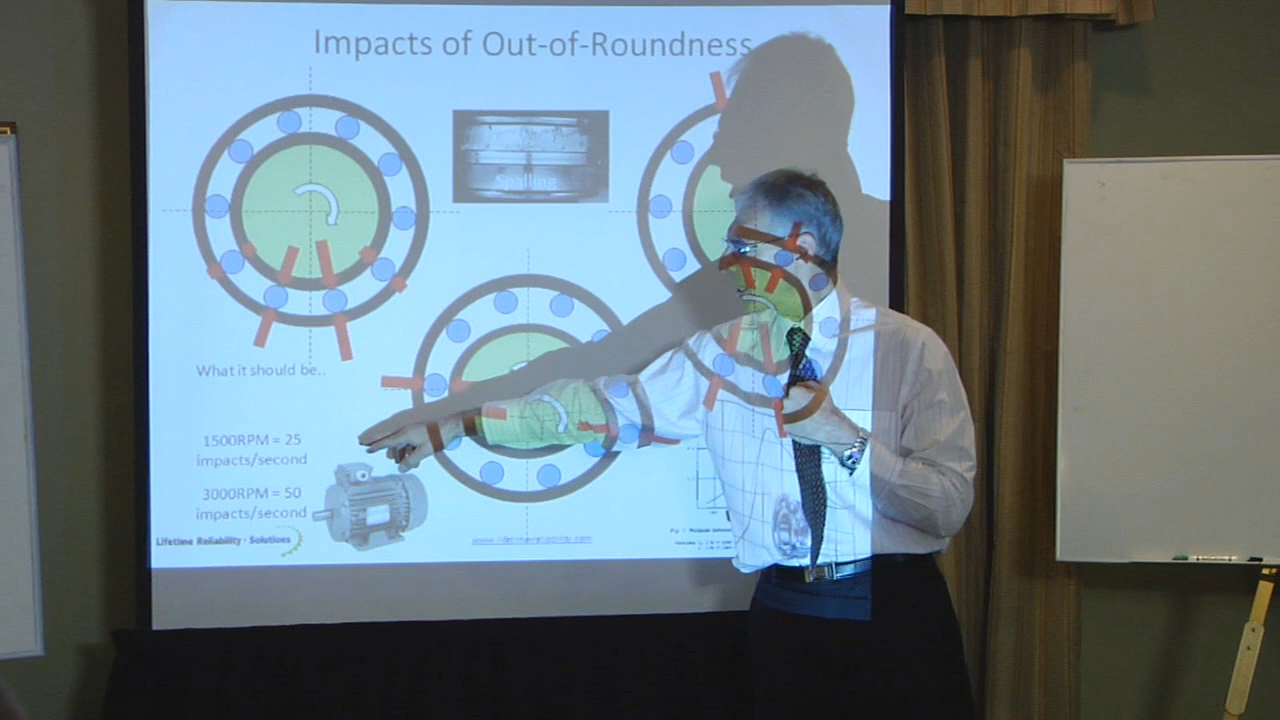 Impacts of Out-of-Roundness
Spalling
What it should be..
1500RPM = 25
impacts/second
3000RPM = 50
impacts/second
Lifetime Reliability Solutions
www.lifetime-reliability.com